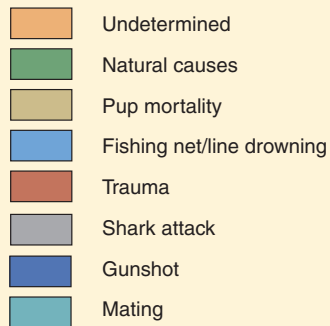 Undetermined
Natural causes
Pup mortality
Fishing net/line drowning
Trauma
Shark attack
Gunshot
Mating